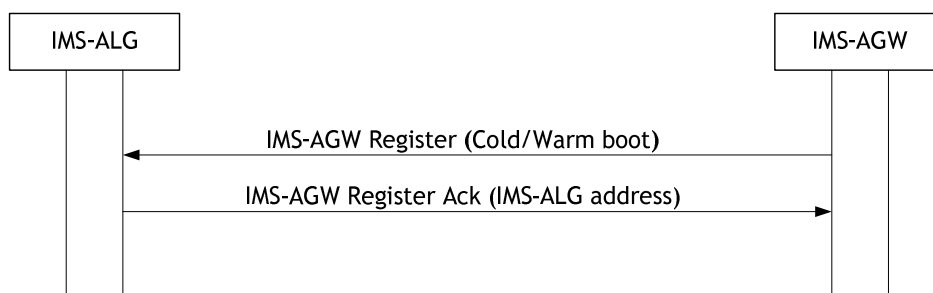 IMS-ALG
IMS-AGW
IMS-AGW Register (Cold/Warm boot)
IMS-AGW Register Ack (IMS-ALG address)